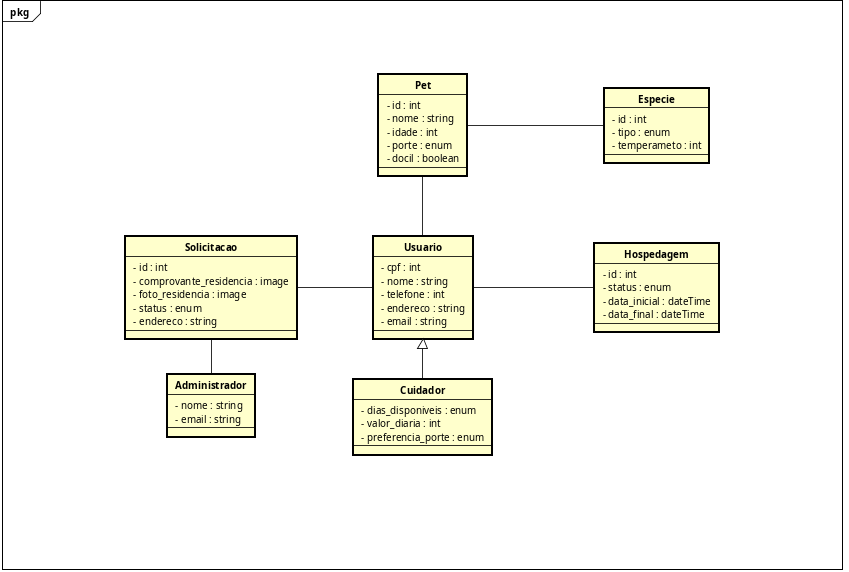 pkg
Pet
- id : int
- nome : string
- idade : int
- porte : enum
- docil : boolean
Especie
- id : int
- tipo : enum
- temperameto : int
Solicitacao
- id : int
- comprovante_residencia : image
- foto_residencia : image
- status : enum
- endereco : string
Usuario
- cpf : int
- nome : string
- telefone : int
- endereco : string
- email : string
Hospedagem
- id : int
- status : enum
- data_inicial : dateTime
- data_final : dateTime
Administrador
- nome : string
- email : string
Cuidador
- dias_disponiveis : enum
- valor_diaria : int
- preferencia_porte : enum